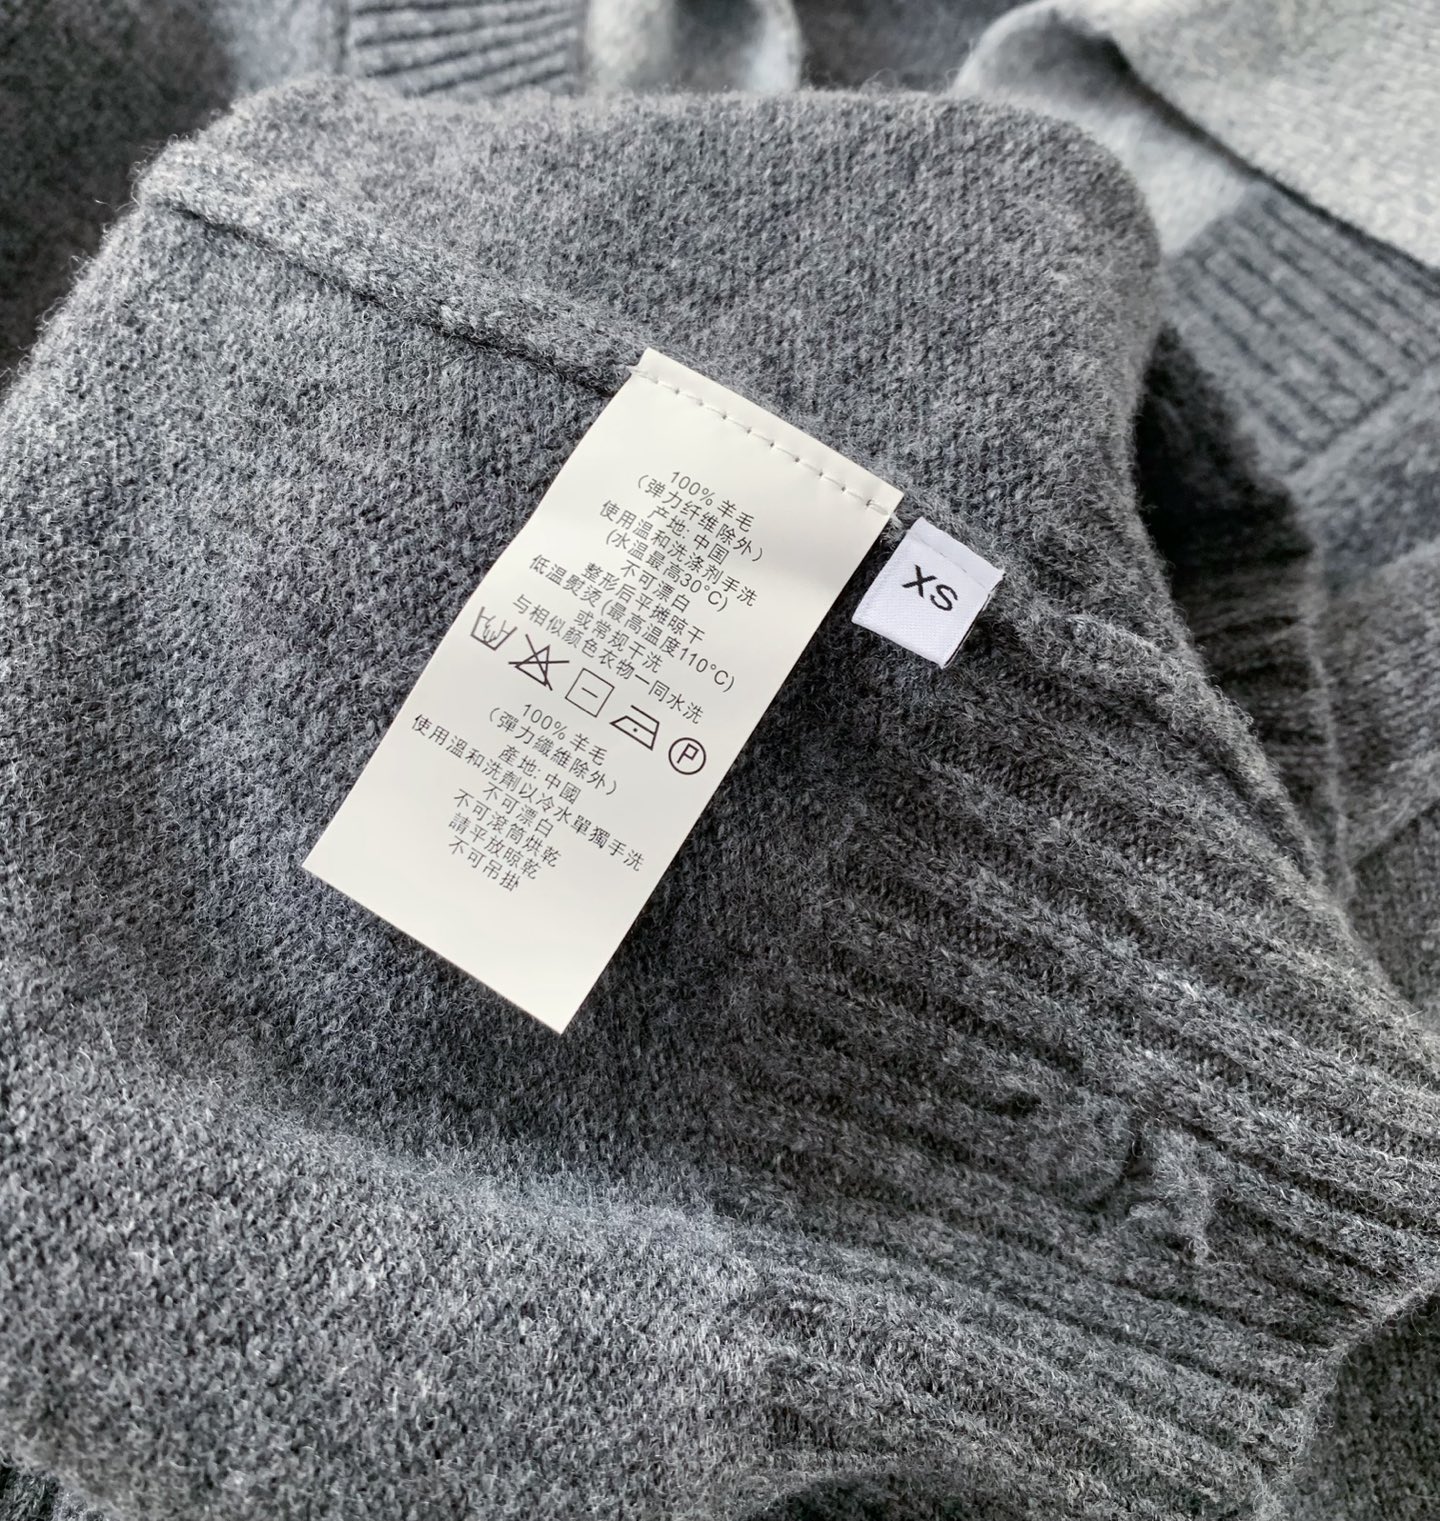 100% 羊毛
(弹力纤维除外)
产地: 中国
使用温和洗涤剂手洗
(水温最高30°C)
不可漂白
整形后平摊晾干
低温熨烫(最高温度110°C)
或常规干洗
与相似颜色衣物一同水洗
P
100% 羊毛
(彈力纖維除外)
產地: 中國
使用溫和洗劑以冷水單獨手洗
不可漂白
不可滾筒烘乾
請平放晾乾
不可吊掛
XS